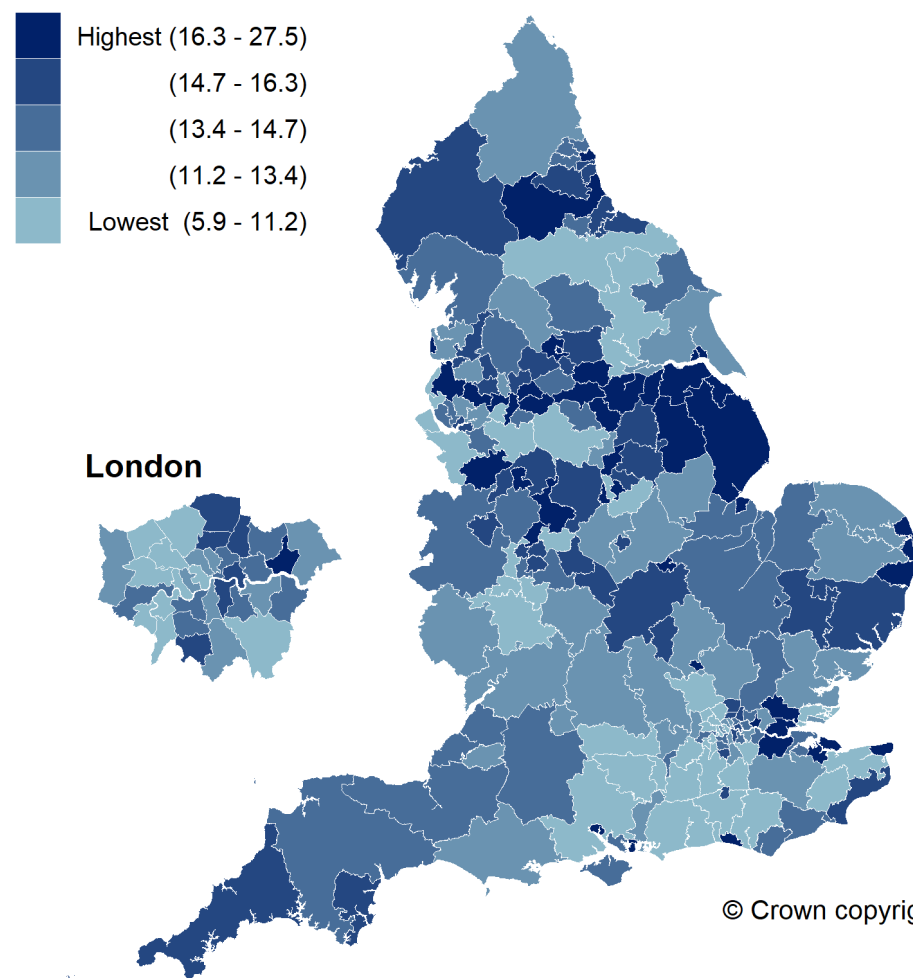 Highest (16.3 - 27.5)
(14.7 - 16.3)
(13.4 - 14.7)
(11.2 - 13.4)
Lowest (5.9 - 11.2)
London
© Crown copyrig